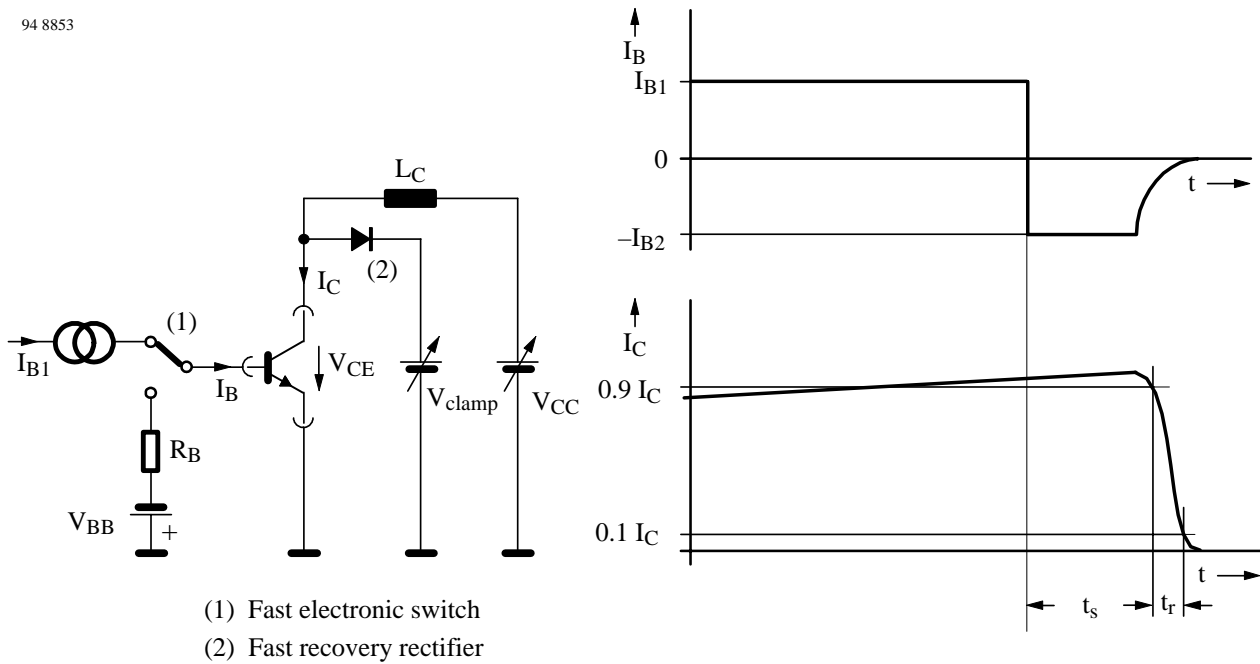 94 8853
L_C
(2)
I_C
(1)
I_B1
I_B
V_CE
V_clamp
V_CC
R_B
V_BB
+
(1) Fast electronic switch
(2) Fast recovery rectifier
I_B
I_B1
0
t
–I_B2
I_C
0.9 I_C
0.1 I_C
t
t_s
t_r